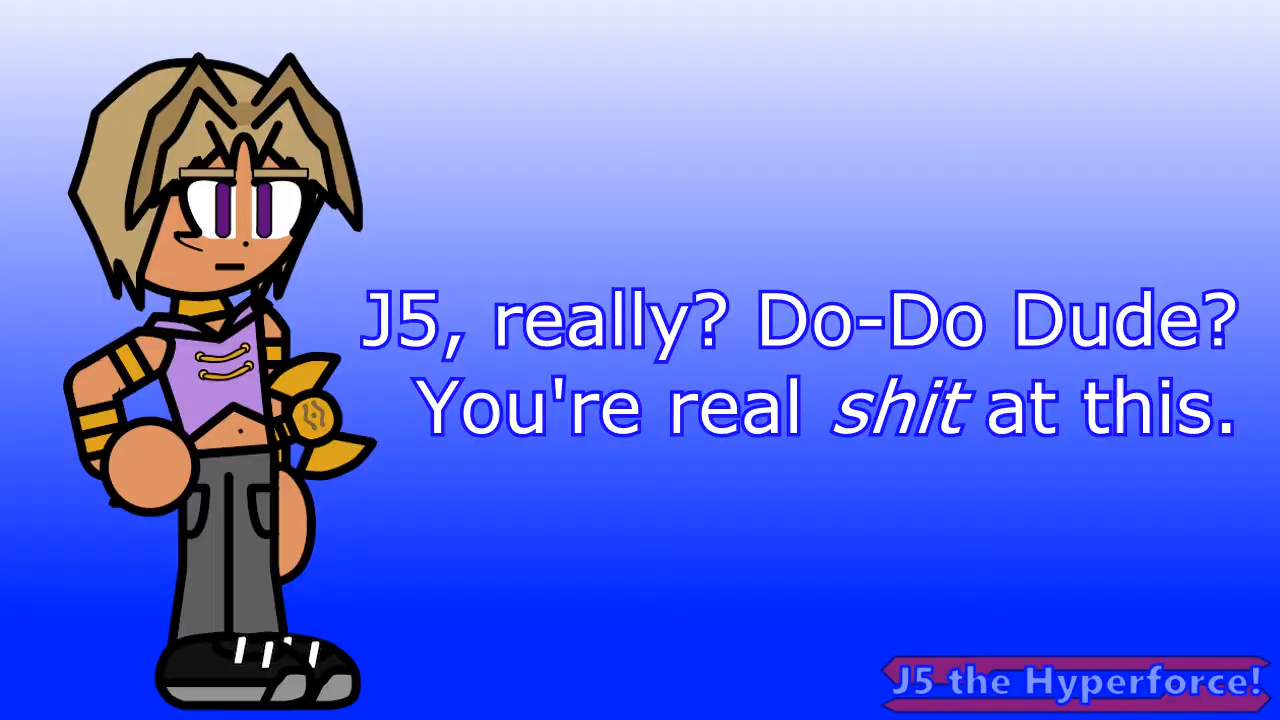 J5, really? Do-Do Dude?
You're real shit at this.
J5 the Hyperforce!